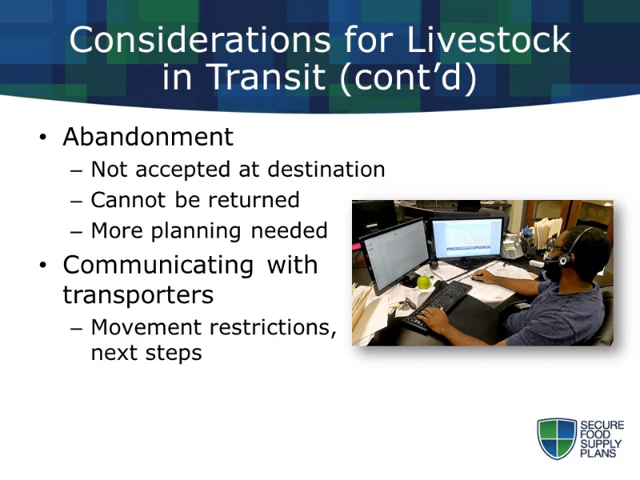 Considerations for Livestock
in Transit (cont’d)
• Abandonment
– Not accepted at destination
– Cannot be returned
– More planning needed
• Communicating with
transporters
– Movement restrictions,
next steps
SECURE
FOOD
SUPPLY
PLANS